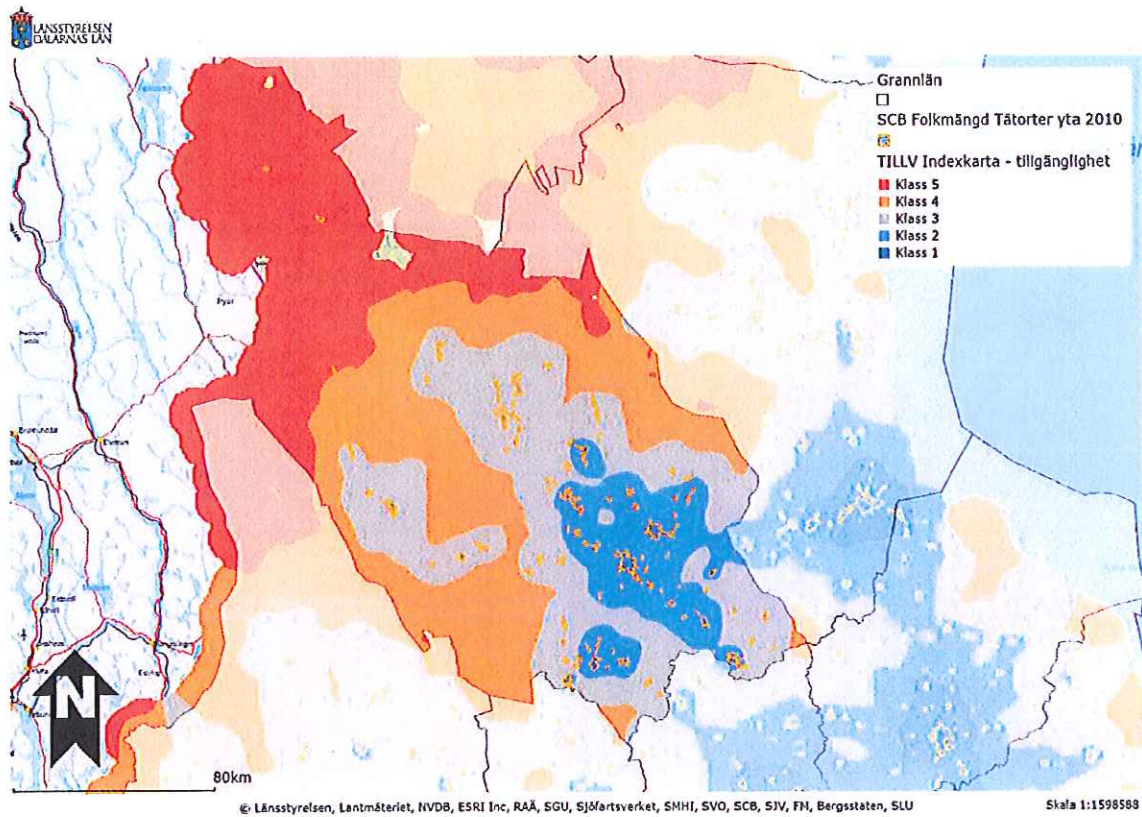 LÄNSSTYRELSEN
DALARNAS LÄN
Grannlän
SCB Folkmängd Tätorter yta 2010
TILLV Indexkarta - tillgänglighet
Klass 5
Klass 4
Klass 3
Klass 2
Klass 1
N
80km
© Länsstyrelsen, Lantmäteriet, NVDB, ESRI Inc, RAÄ, SGU, Sjöfartsverket, SMHI, SVO, SCB, SJV, FM, Bergsstaten, SLU
Skala 1:1598588